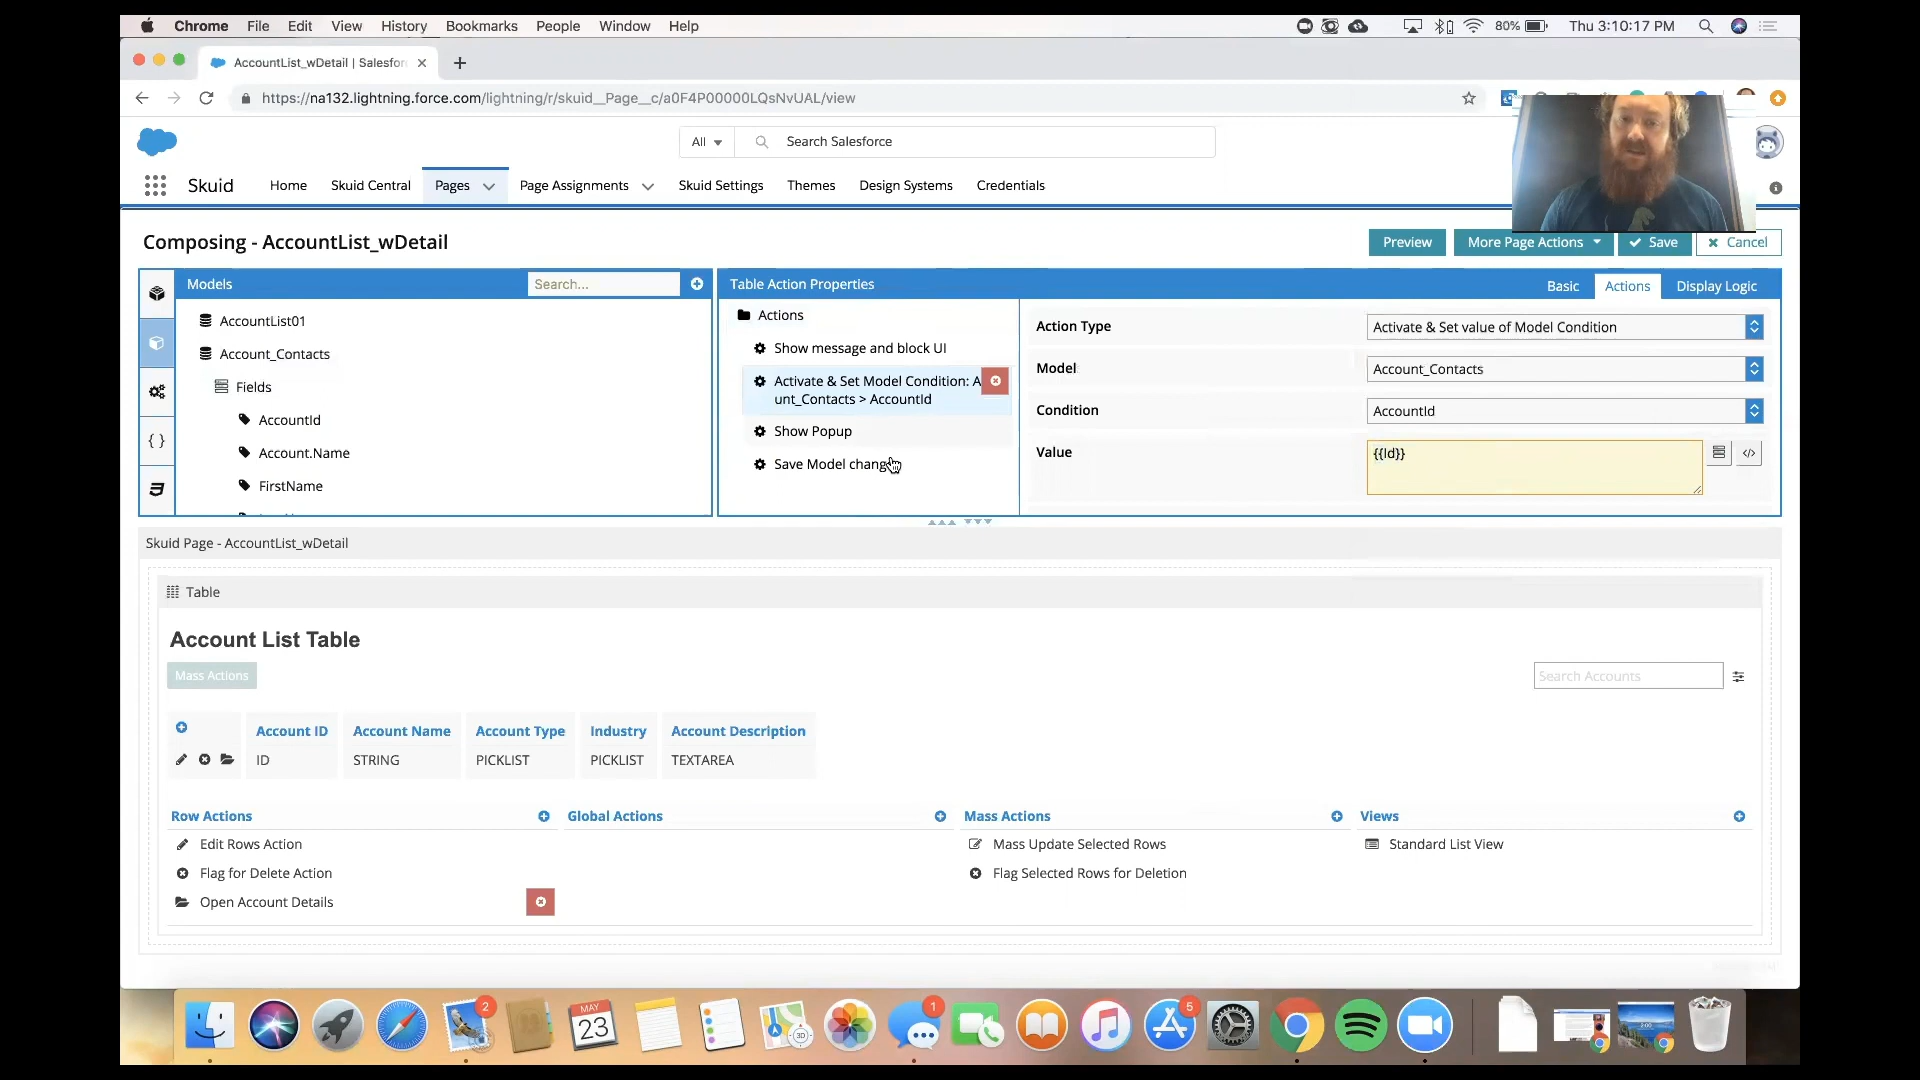 Chrome File Edit View History Bookmarks People Window Help 80% Thu 3:10:17 PM
AccountList_wDetail | Salesfor
https://na132.lightning.force.com/lightning/r/skuid__Page__c/a0F4P00000LQsNvUAL/view
All Search Salesforce
Skuid Home Skuid Central Pages Page Assignments Skuid Settings Themes Design Systems Credentials
Composing - AccountList_wDetail
Preview More Page Actions Save Cancel
Models Search... Table Action Properties Basic Actions Display Logic
AccountList01
Account_Contacts
Fields
AccountId
Account.Name
FirstName
Actions
Show message and block UI
Activate & Set Model Condition: A
unt_Contacts > AccountId
Show Popup
Save Model change
Action Type Activate & Set value of Model Condition
Model Account_Contacts
Condition AccountId
Value {{Id}}
Skuid Page - AccountList_wDetail
Table
Account List Table
Mass Actions Search Accounts
Account ID Account Name Account Type Industry Account Description
ID STRING PICKLIST PICKLIST TEXTAREA
Row Actions Global Actions Mass Actions Views
Edit Rows Action Mass Update Selected Rows Standard List View
Flag for Delete Action Flag Selected Rows for Deletion
Open Account Details
2 MAY 23 3D 1 5